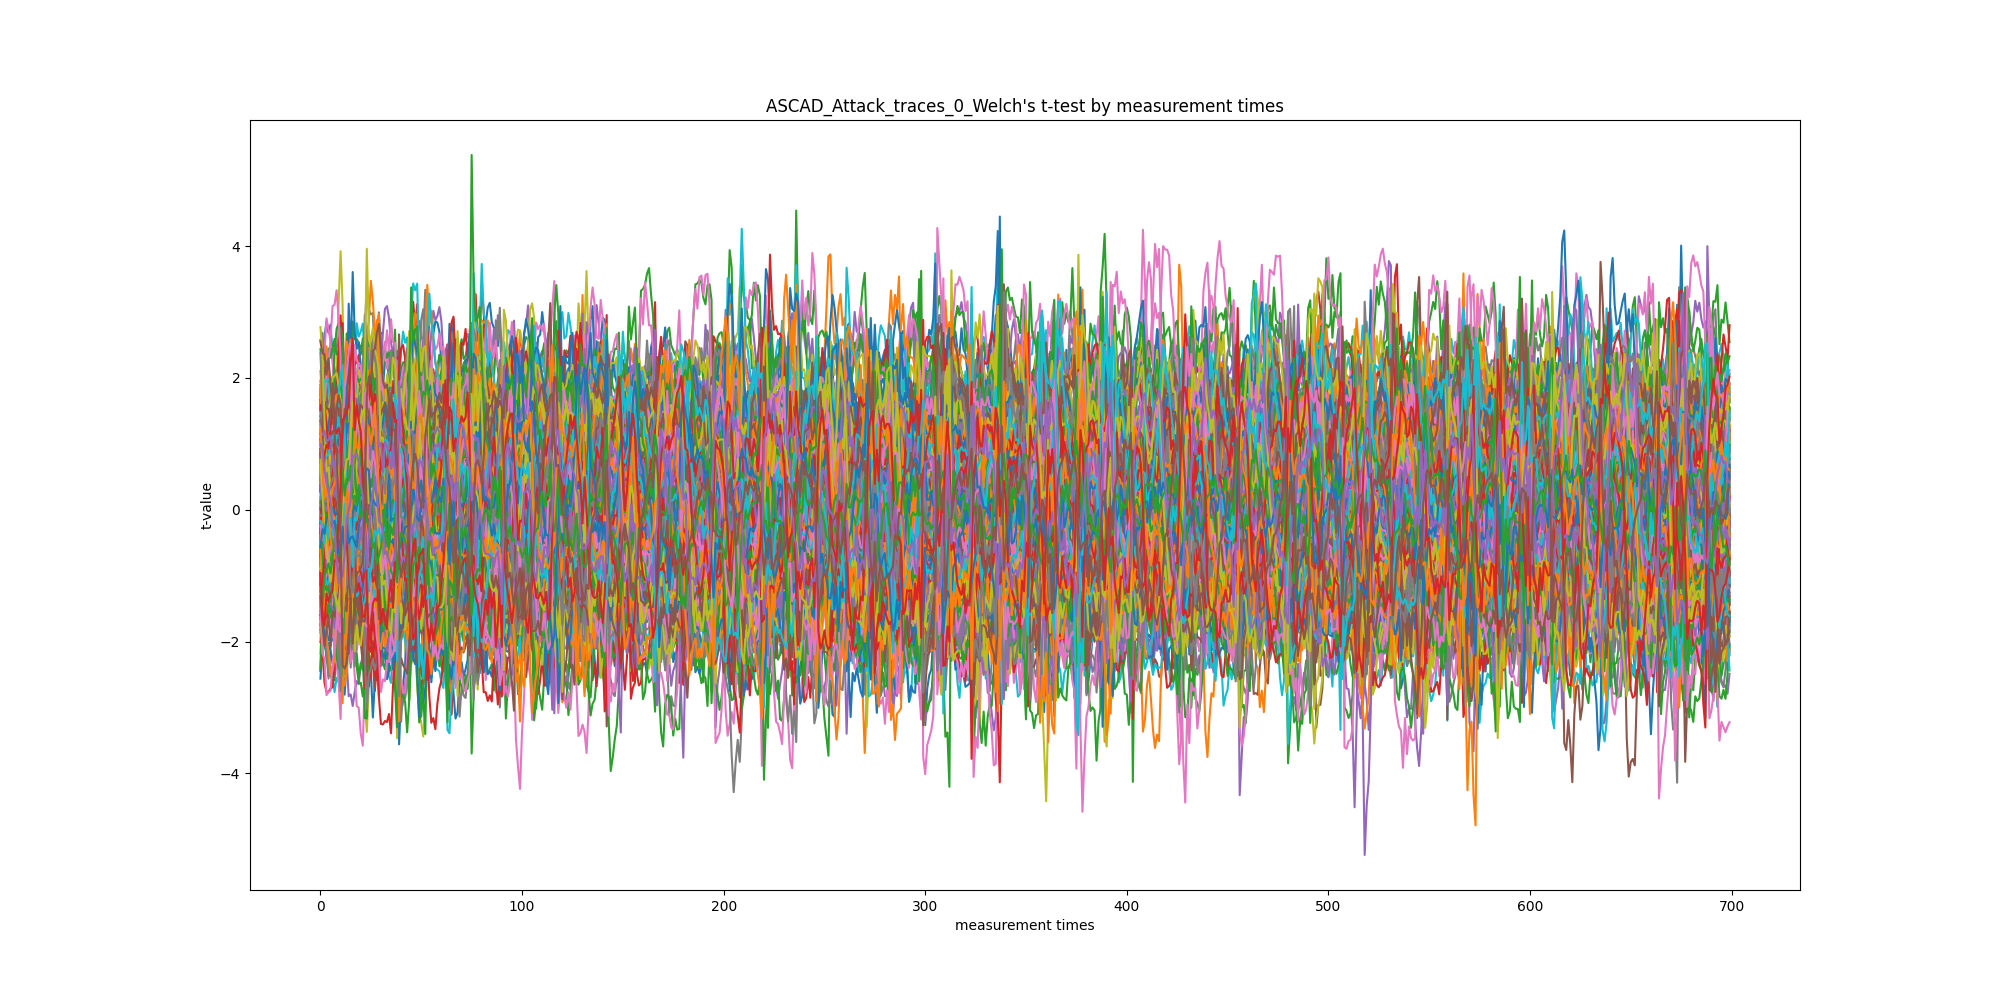 ASCAD_Attack_traces_0_Welch's t-test by measurement times
t-value
4
2
0
−2
−4
0 100 200 300 400 500 600 700
measurement times